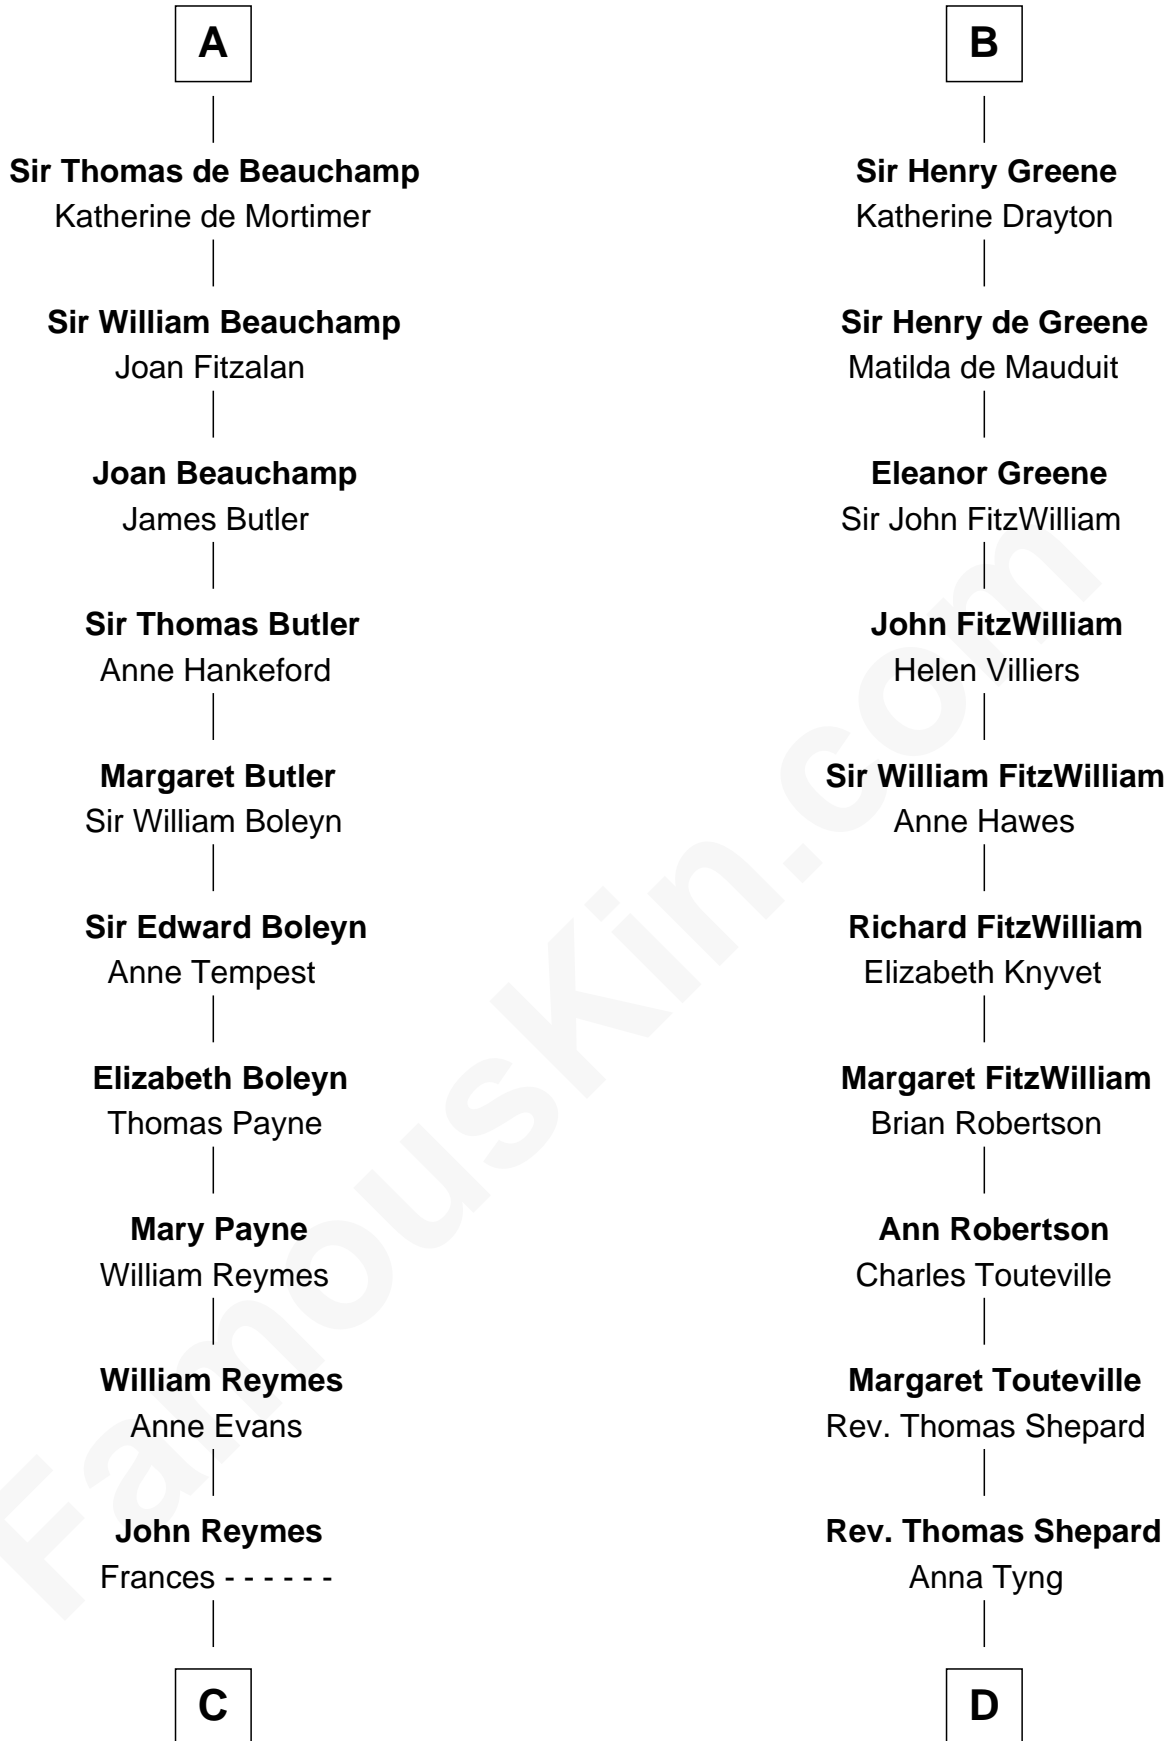 A
Sir Thomas de Beauchamp
Katherine de Mortimer
Sir William Beauchamp
Joan Fitzalan
Joan Beauchamp
James Butler
Sir Thomas Butler
Anne Hankeford
Margaret Butler
Sir William Boleyn
Sir Edward Boleyn
Anne Tempest
Elizabeth Boleyn
Thomas Payne
Mary Payne
William Reymes
William Reymes
Anne Evans
John Reymes
Frances - - - - - -
C
B
Sir Henry Greene
Katherine Drayton
Sir Henry de Greene
Matilda de Mauduit
Eleanor Greene
Sir John FitzWilliam
John FitzWilliam
Helen Villiers
Sir William FitzWilliam
Anne Hawes
Richard FitzWilliam
Elizabeth Knyvet
Margaret FitzWilliam
Brian Robertson
Ann Robertson
Charles Touteville
Margaret Touteville
Rev. Thomas Shepard
Rev. Thomas Shepard
Anna Tyng
D
FamousKin.com